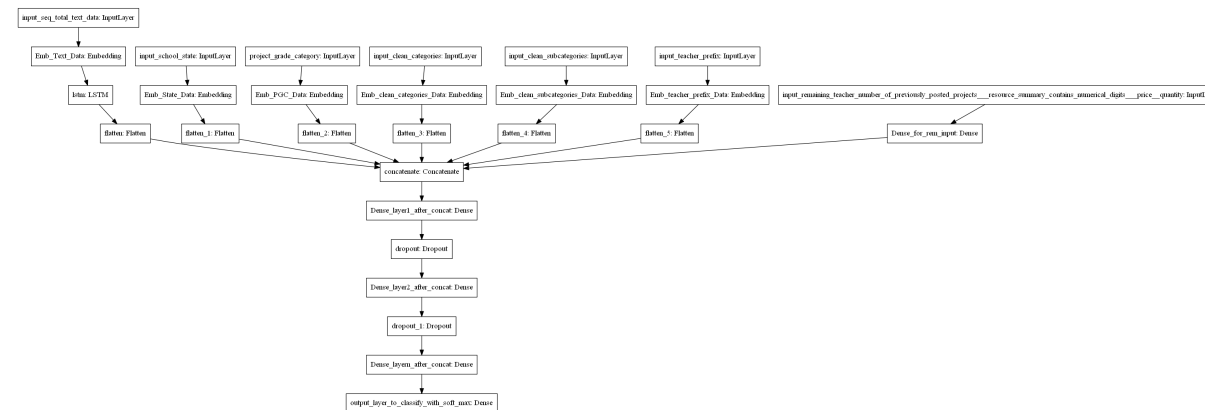 input_seq_total_text_data: InputLayer
Emb_Text_Data: Embedding
input_school_state: InputLayer
project_grade_category: InputLayer
input_clean_categories: InputLayer
input_clean_subcategories: InputLayer
input_teacher_prefix: InputLayer
lstm: LSTM
Emb_State_Data: Embedding
Emb_PGC_Data: Embedding
Emb_clean_categories_Data: Embedding
Emb_clean_subcategories_Data: Embedding
Emb_teacher_prefix_Data: Embedding
input_remaining_teacher_number_of_previously_posted_projects___resource_summary_contains_numerical_digits___price__quantity: InputL
flatten: Flatten
flatten_1: Flatten
flatten_2: Flatten
flatten_3: Flatten
flatten_4: Flatten
flatten_5: Flatten
Dense_for_rem_input: Dense
concatenate: Concatenate
Dense_layer1_after_concat: Dense
dropout: Dropout
Dense_layer2_after_concat: Dense
dropout_1: Dropout
Dense_layern_after_concat: Dense
output_layer_to_classify_with_soft_max: Dense